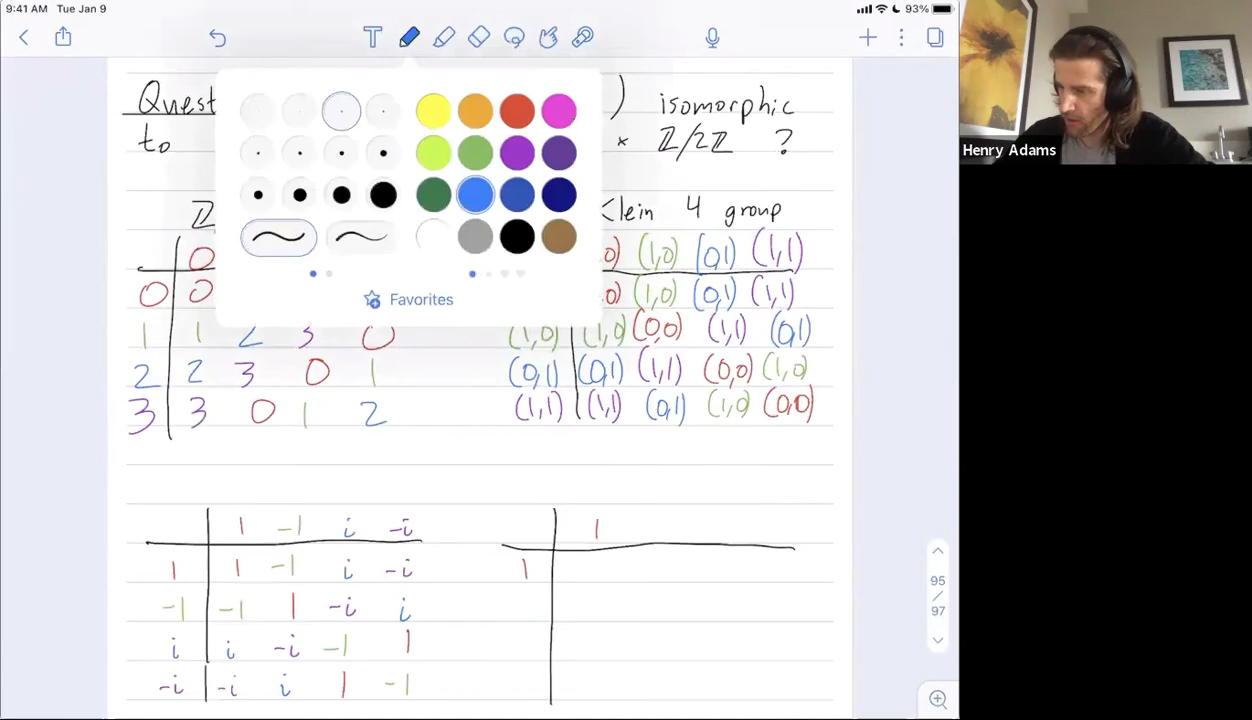 9:41 AM Tue Jan 9
93%
Quest ) isomorphic
to × ℤ/2ℤ ?
Favorites
ℤ Klein 4 group
0 0) (1,0) (0,1) (1,1)
0 0 0) (1,0) (0,1) (1,1)
1 1 2 3 0 (1,0) (1,0) (0,0) (1,1) (0,1)
2 2 3 0 1 (0,1) (0,1) (1,1) (0,0) (1,0)
3 3 0 1 2 (1,1) (1,1) (0,1) (1,0) (0,0)
1 -1 i -i 1
1 1 -1 i -i 1
-1 -1 1 -i i
i i -i -1 1
-i -i i 1 -1
95
/
97
Henry Adams